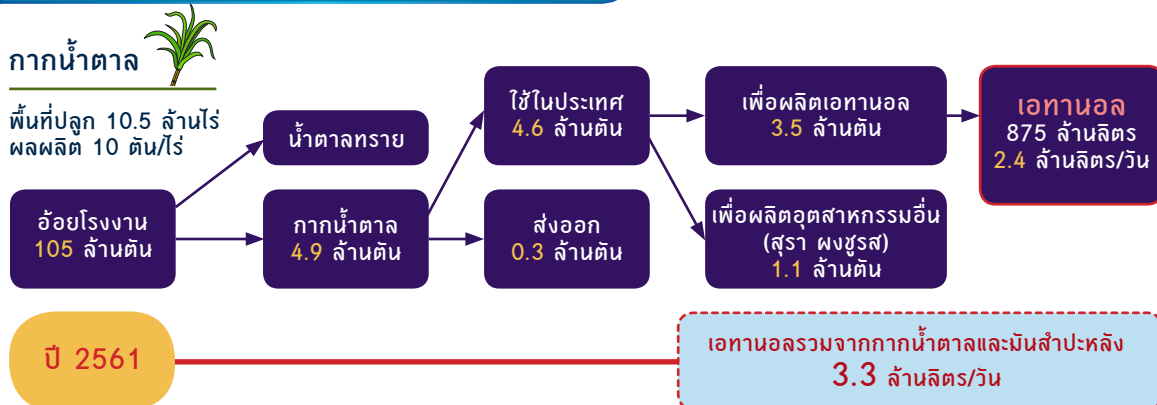 กากน้ำตาล
พื้นที่ปลูก 10.5 ล้านไร่
ผลผลิต 10 ตัน/ไร่
อ้อยโรงงาน
105 ล้านตัน
น้ำตาลทราย
กากน้ำตาล
4.9 ล้านตัน
ใช้ในประเทศ
4.6 ล้านตัน
ส่งออก
0.3 ล้านตัน
เพื่อผลิตเอทานอล
3.5 ล้านตัน
เพื่อผลิตอุตสาหกรรมอื่น
(สุรา ผงชูรส)
1.1 ล้านตัน
เอทานอล
875 ล้านลิตร
2.4 ล้านลิตร/วัน
ปี 2561
เอทานอลรวมจากกากน้ำตาลและมันสำปะหลัง
3.3 ล้านลิตร/วัน